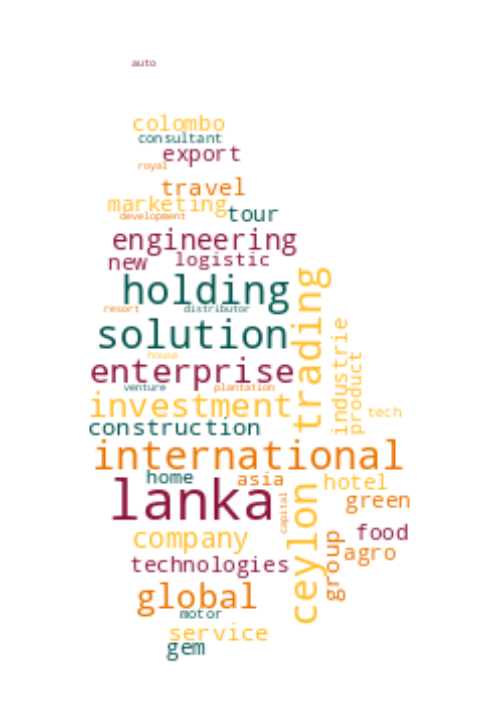 auto
colombo
consultant
export
royal
travel
marketing
development
tour
engineering
new
logistic
holding
trading
resort
distributor
solution
industrie
product
house
enterprise
venture
plantation
investment
tech
construction
international
home
asia
hotel
lanka
ceylon
capital
green
company
group
food
agro
technologies
global
motor
service
gem